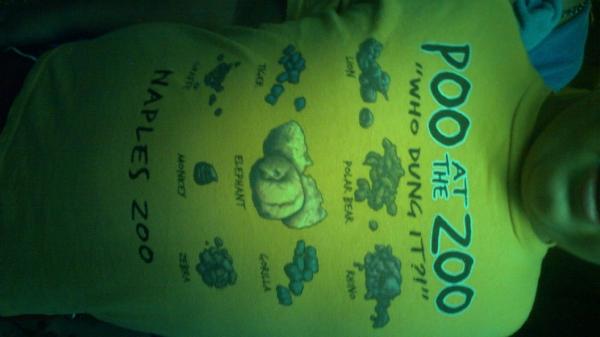 POO AT THE ZOO
"WHO DUNG IT?!"
LION POLAR BEAR RHINO
TIGER ELEPHANT GORILLA
MONKEY ZEBRA
NAPLES ZOO